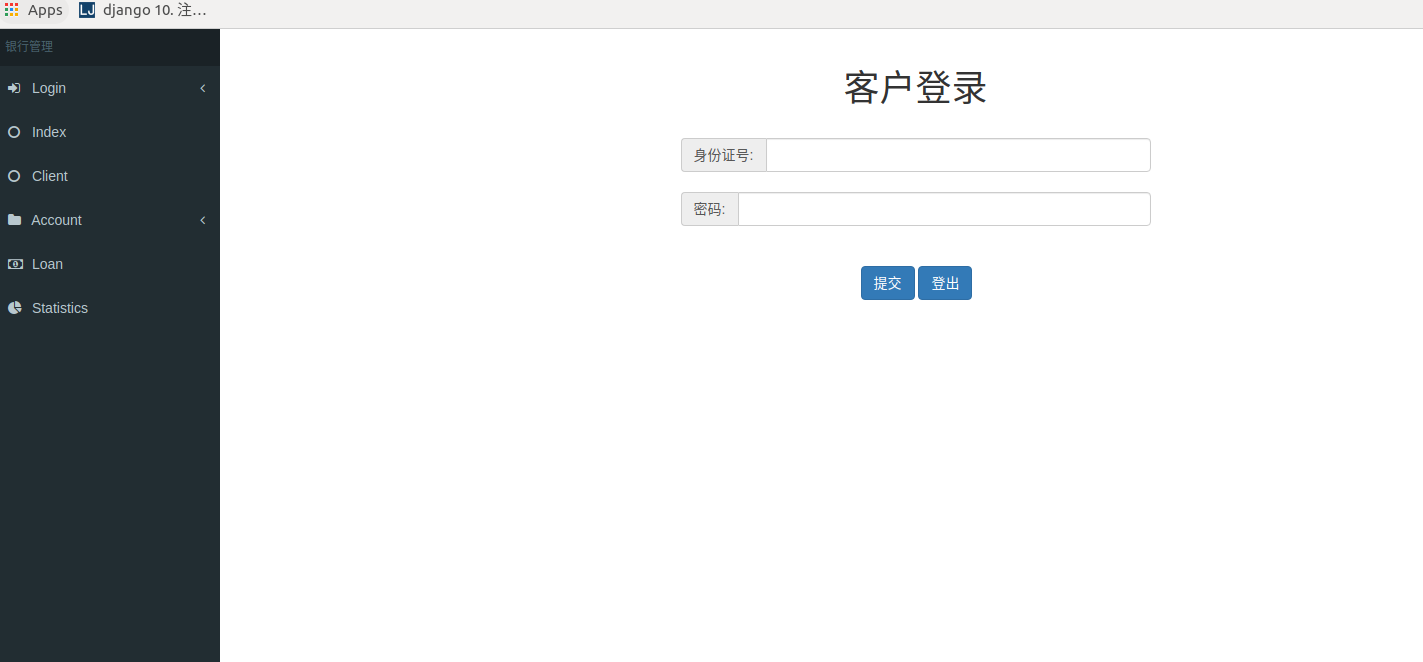 Apps
django 10. 注…
银行管理
Login
Index
Client
Account
Loan
Statistics
客户登录
身份证号:
密码:
提交 登出